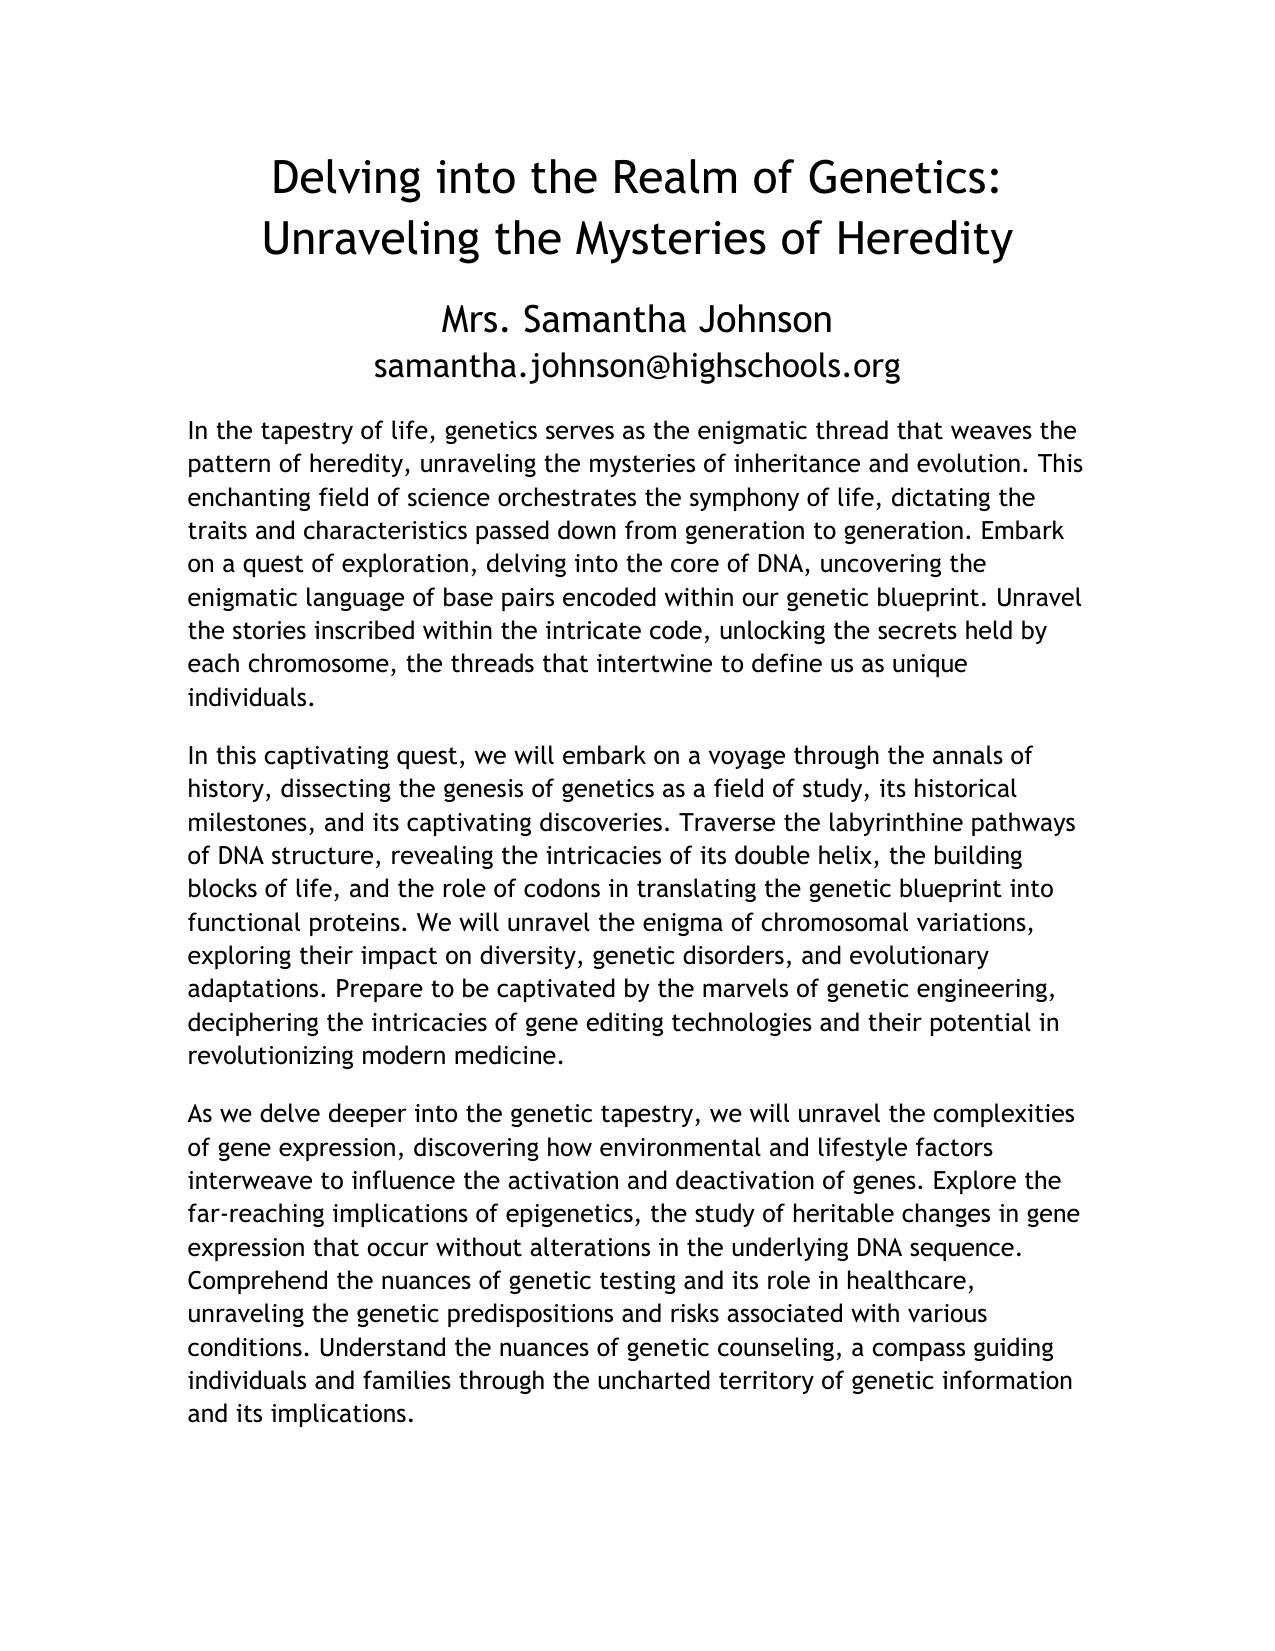 Delving into the Realm of Genetics:
Unraveling the Mysteries of Heredity
Mrs. Samantha Johnson
samantha.johnson@highschools.org
In the tapestry of life, genetics serves as the enigmatic thread that weaves the
pattern of heredity, unraveling the mysteries of inheritance and evolution. This
enchanting field of science orchestrates the symphony of life, dictating the
traits and characteristics passed down from generation to generation. Embark
on a quest of exploration, delving into the core of DNA, uncovering the
enigmatic language of base pairs encoded within our genetic blueprint. Unravel
the stories inscribed within the intricate code, unlocking the secrets held by
each chromosome, the threads that intertwine to define us as unique
individuals.
In this captivating quest, we will embark on a voyage through the annals of
history, dissecting the genesis of genetics as a field of study, its historical
milestones, and its captivating discoveries. Traverse the labyrinthine pathways
of DNA structure, revealing the intricacies of its double helix, the building
blocks of life, and the role of codons in translating the genetic blueprint into
functional proteins. We will unravel the enigma of chromosomal variations,
exploring their impact on diversity, genetic disorders, and evolutionary
adaptations. Prepare to be captivated by the marvels of genetic engineering,
deciphering the intricacies of gene editing technologies and their potential in
revolutionizing modern medicine.
As we delve deeper into the genetic tapestry, we will unravel the complexities
of gene expression, discovering how environmental and lifestyle factors
interweave to influence the activation and deactivation of genes. Explore the
far-reaching implications of epigenetics, the study of heritable changes in gene
expression that occur without alterations in the underlying DNA sequence.
Comprehend the nuances of genetic testing and its role in healthcare,
unraveling the genetic predispositions and risks associated with various
conditions. Understand the nuances of genetic counseling, a compass guiding
individuals and families through the uncharted territory of genetic information
and its implications.